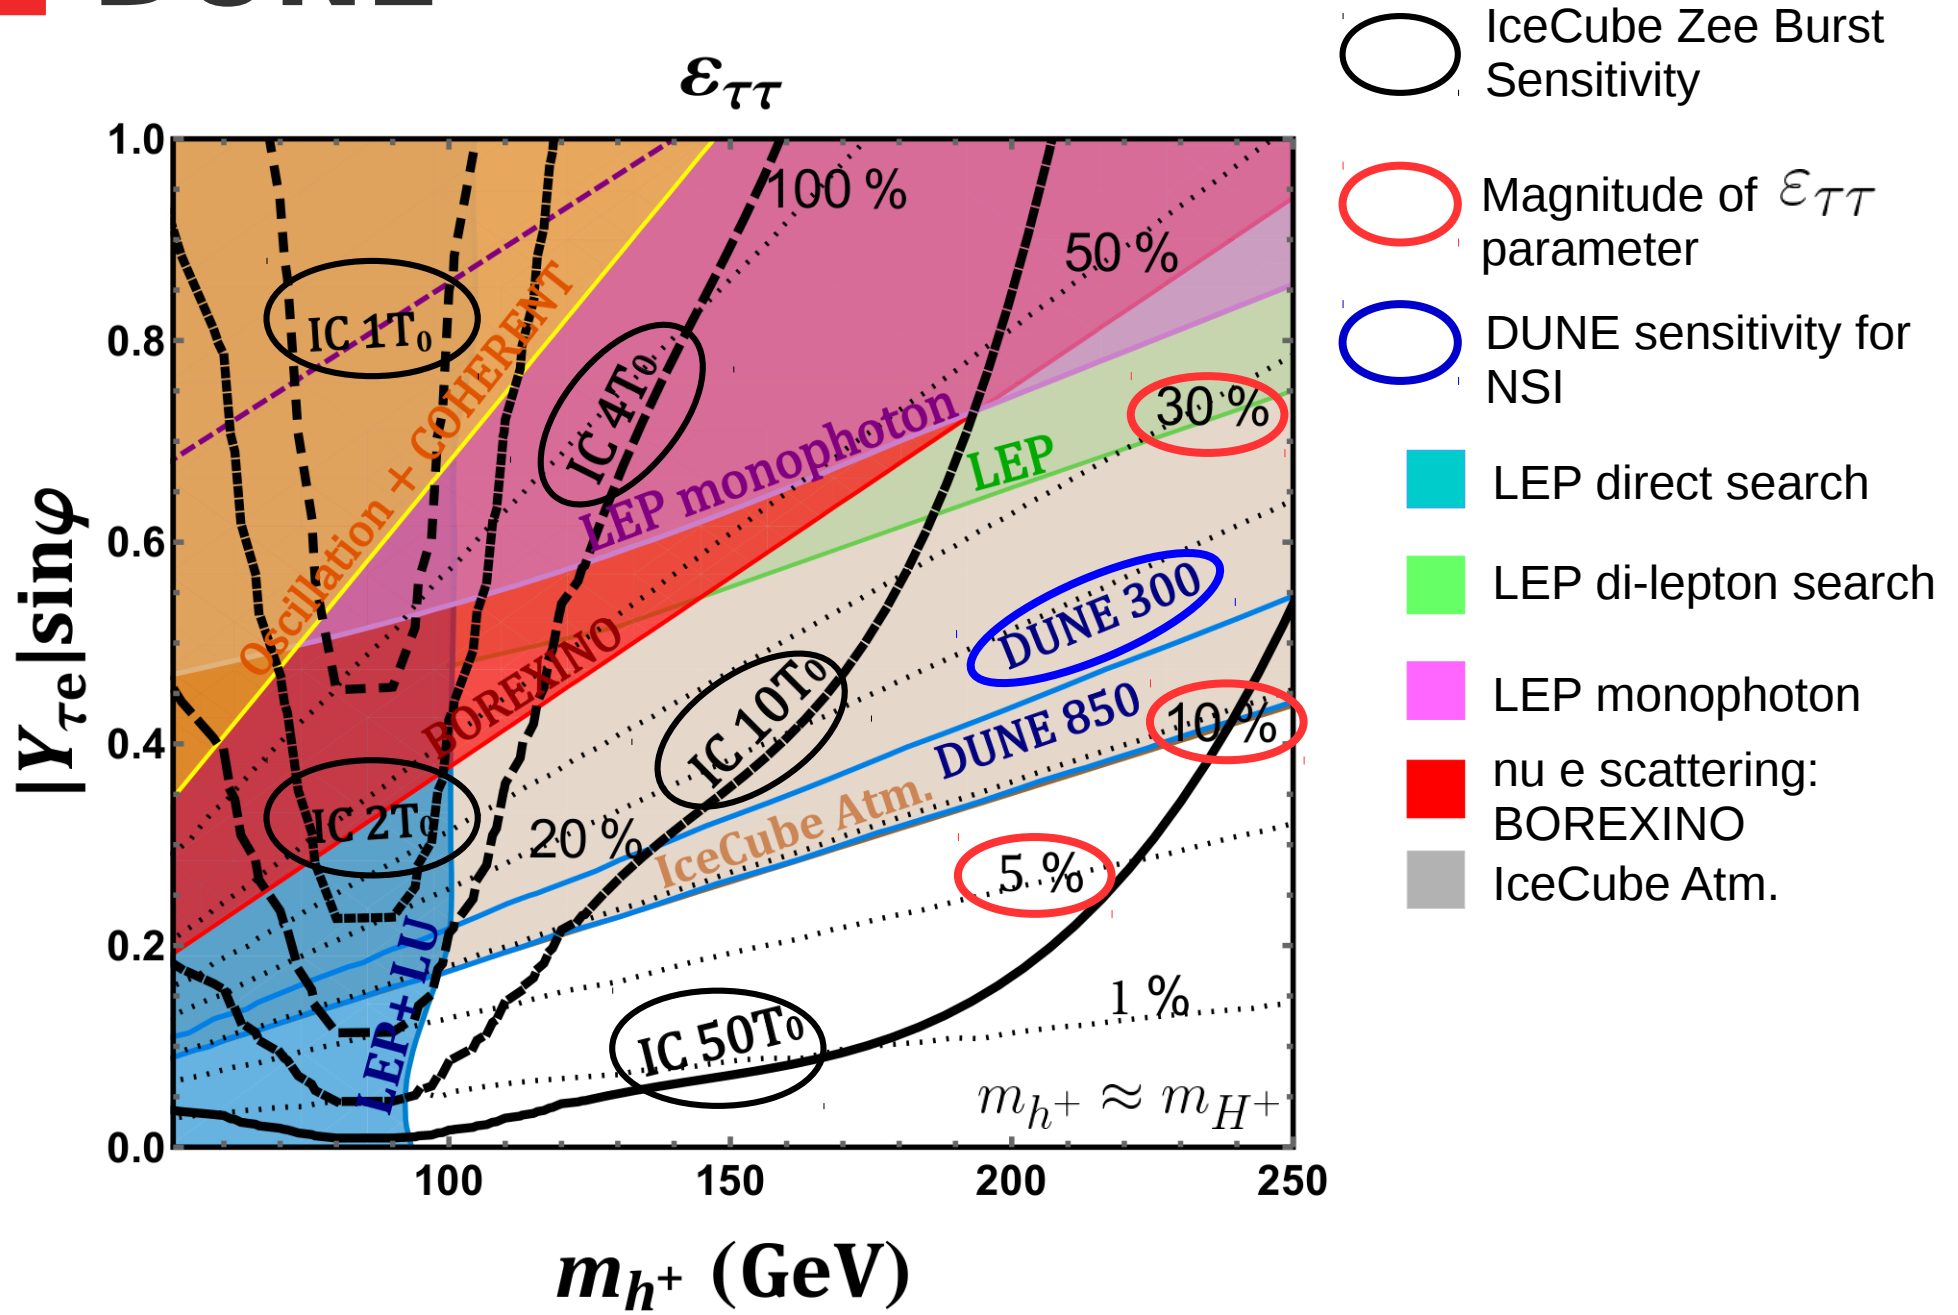 DUNE
ε_ττ
IceCube Zee Burst
Sensitivity
Magnitude of ε_ττ
parameter
DUNE sensitivity for
NSI
LEP direct search
LEP di-lepton search
LEP monophoton
nu e scattering:
BOREXINO
IceCube Atm.
|Y_τe|sinφ
1.0
0.8
0.6
0.4
0.2
0.0
100 %
50 %
30 %
20 %
10 %
5 %
1 %
IC 1T₀
IC 4T₀
IC 2T₀
IC 10T₀
IC 50T₀
Oscillation + COHERENT
LEP monophoton
LEP
BOREXINO
DUNE 300
DUNE 850
IceCube Atm.
LEP+ LU
m_h⁺ ≈ m_H⁺
100
150
200
250
m_h⁺ (GeV)